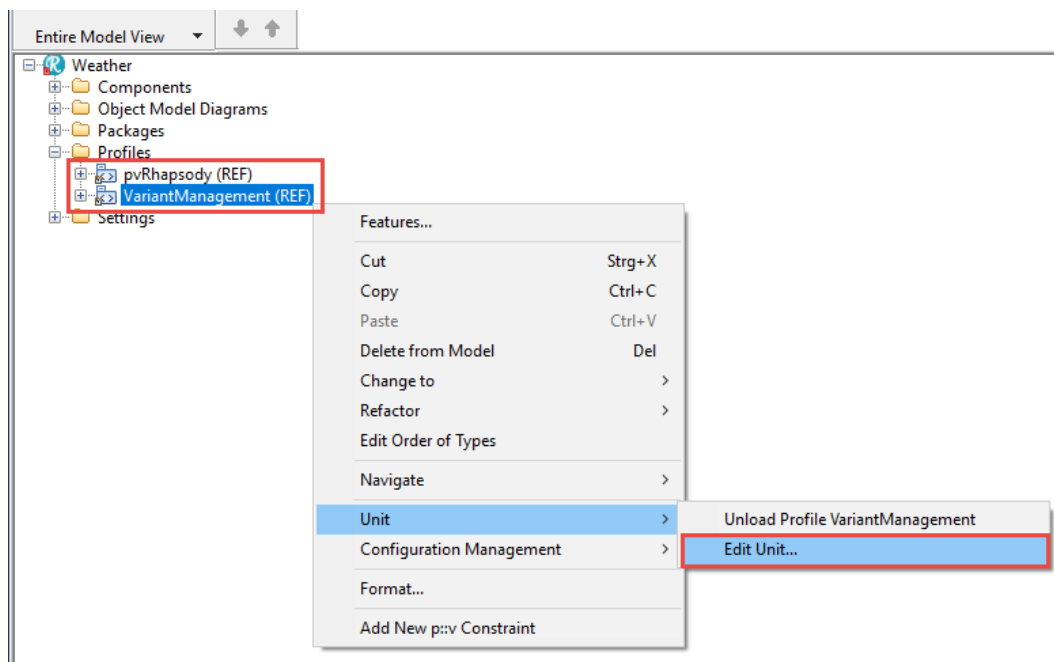 Entire Model View
Weather
Components
Object Model Diagrams
Packages
Profiles
pvRhapsody (REF)
VariantManagement (REF)
Settings
Features...
Cut Strg+X
Copy Ctrl+C
Paste Ctrl+V
Delete from Model Del
Change to
Refactor
Edit Order of Types
Navigate
Unit
Unload Profile VariantManagement
Configuration Management
Edit Unit...
Format...
Add New p::v Constraint